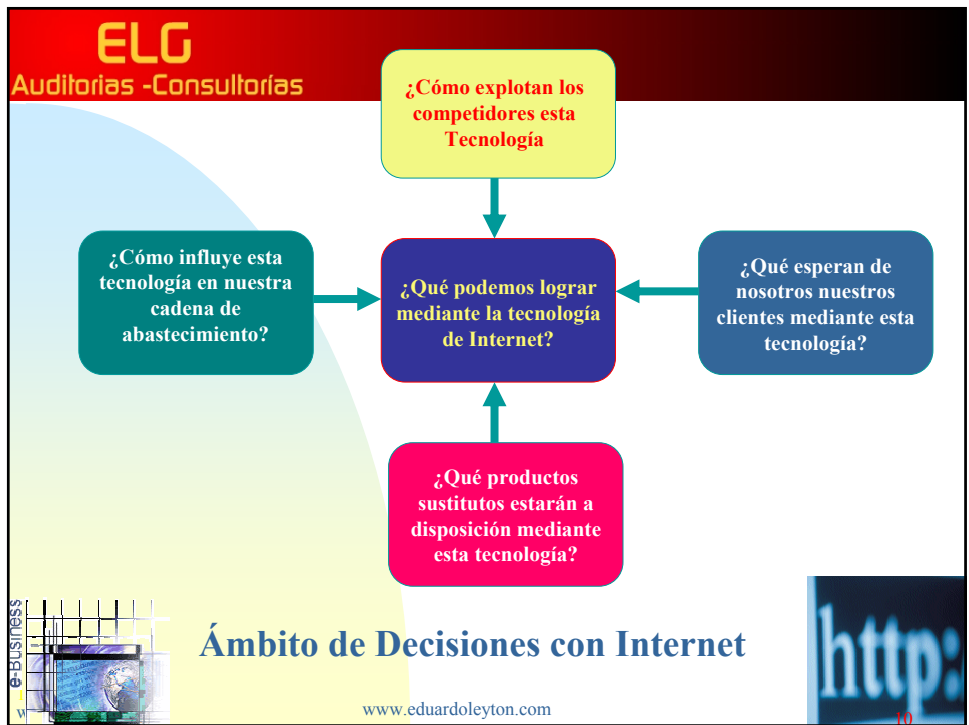 ELG
Auditorias -Consultorías
¿Cómo explotan los
competidores esta
Tecnología
¿Cómo influye esta
tecnología en nuestra
cadena de
abastecimiento?
¿Qué podemos lograr
mediante la tecnología
de Internet?
¿Qué esperan de
nosotros nuestros
clientes mediante esta
tecnología?
¿Qué productos
sustitutos estarán a
disposición mediante
esta tecnología?
e-Business
Ámbito de Decisiones con Internet
http:/
w
www.eduardoleyton.com
10